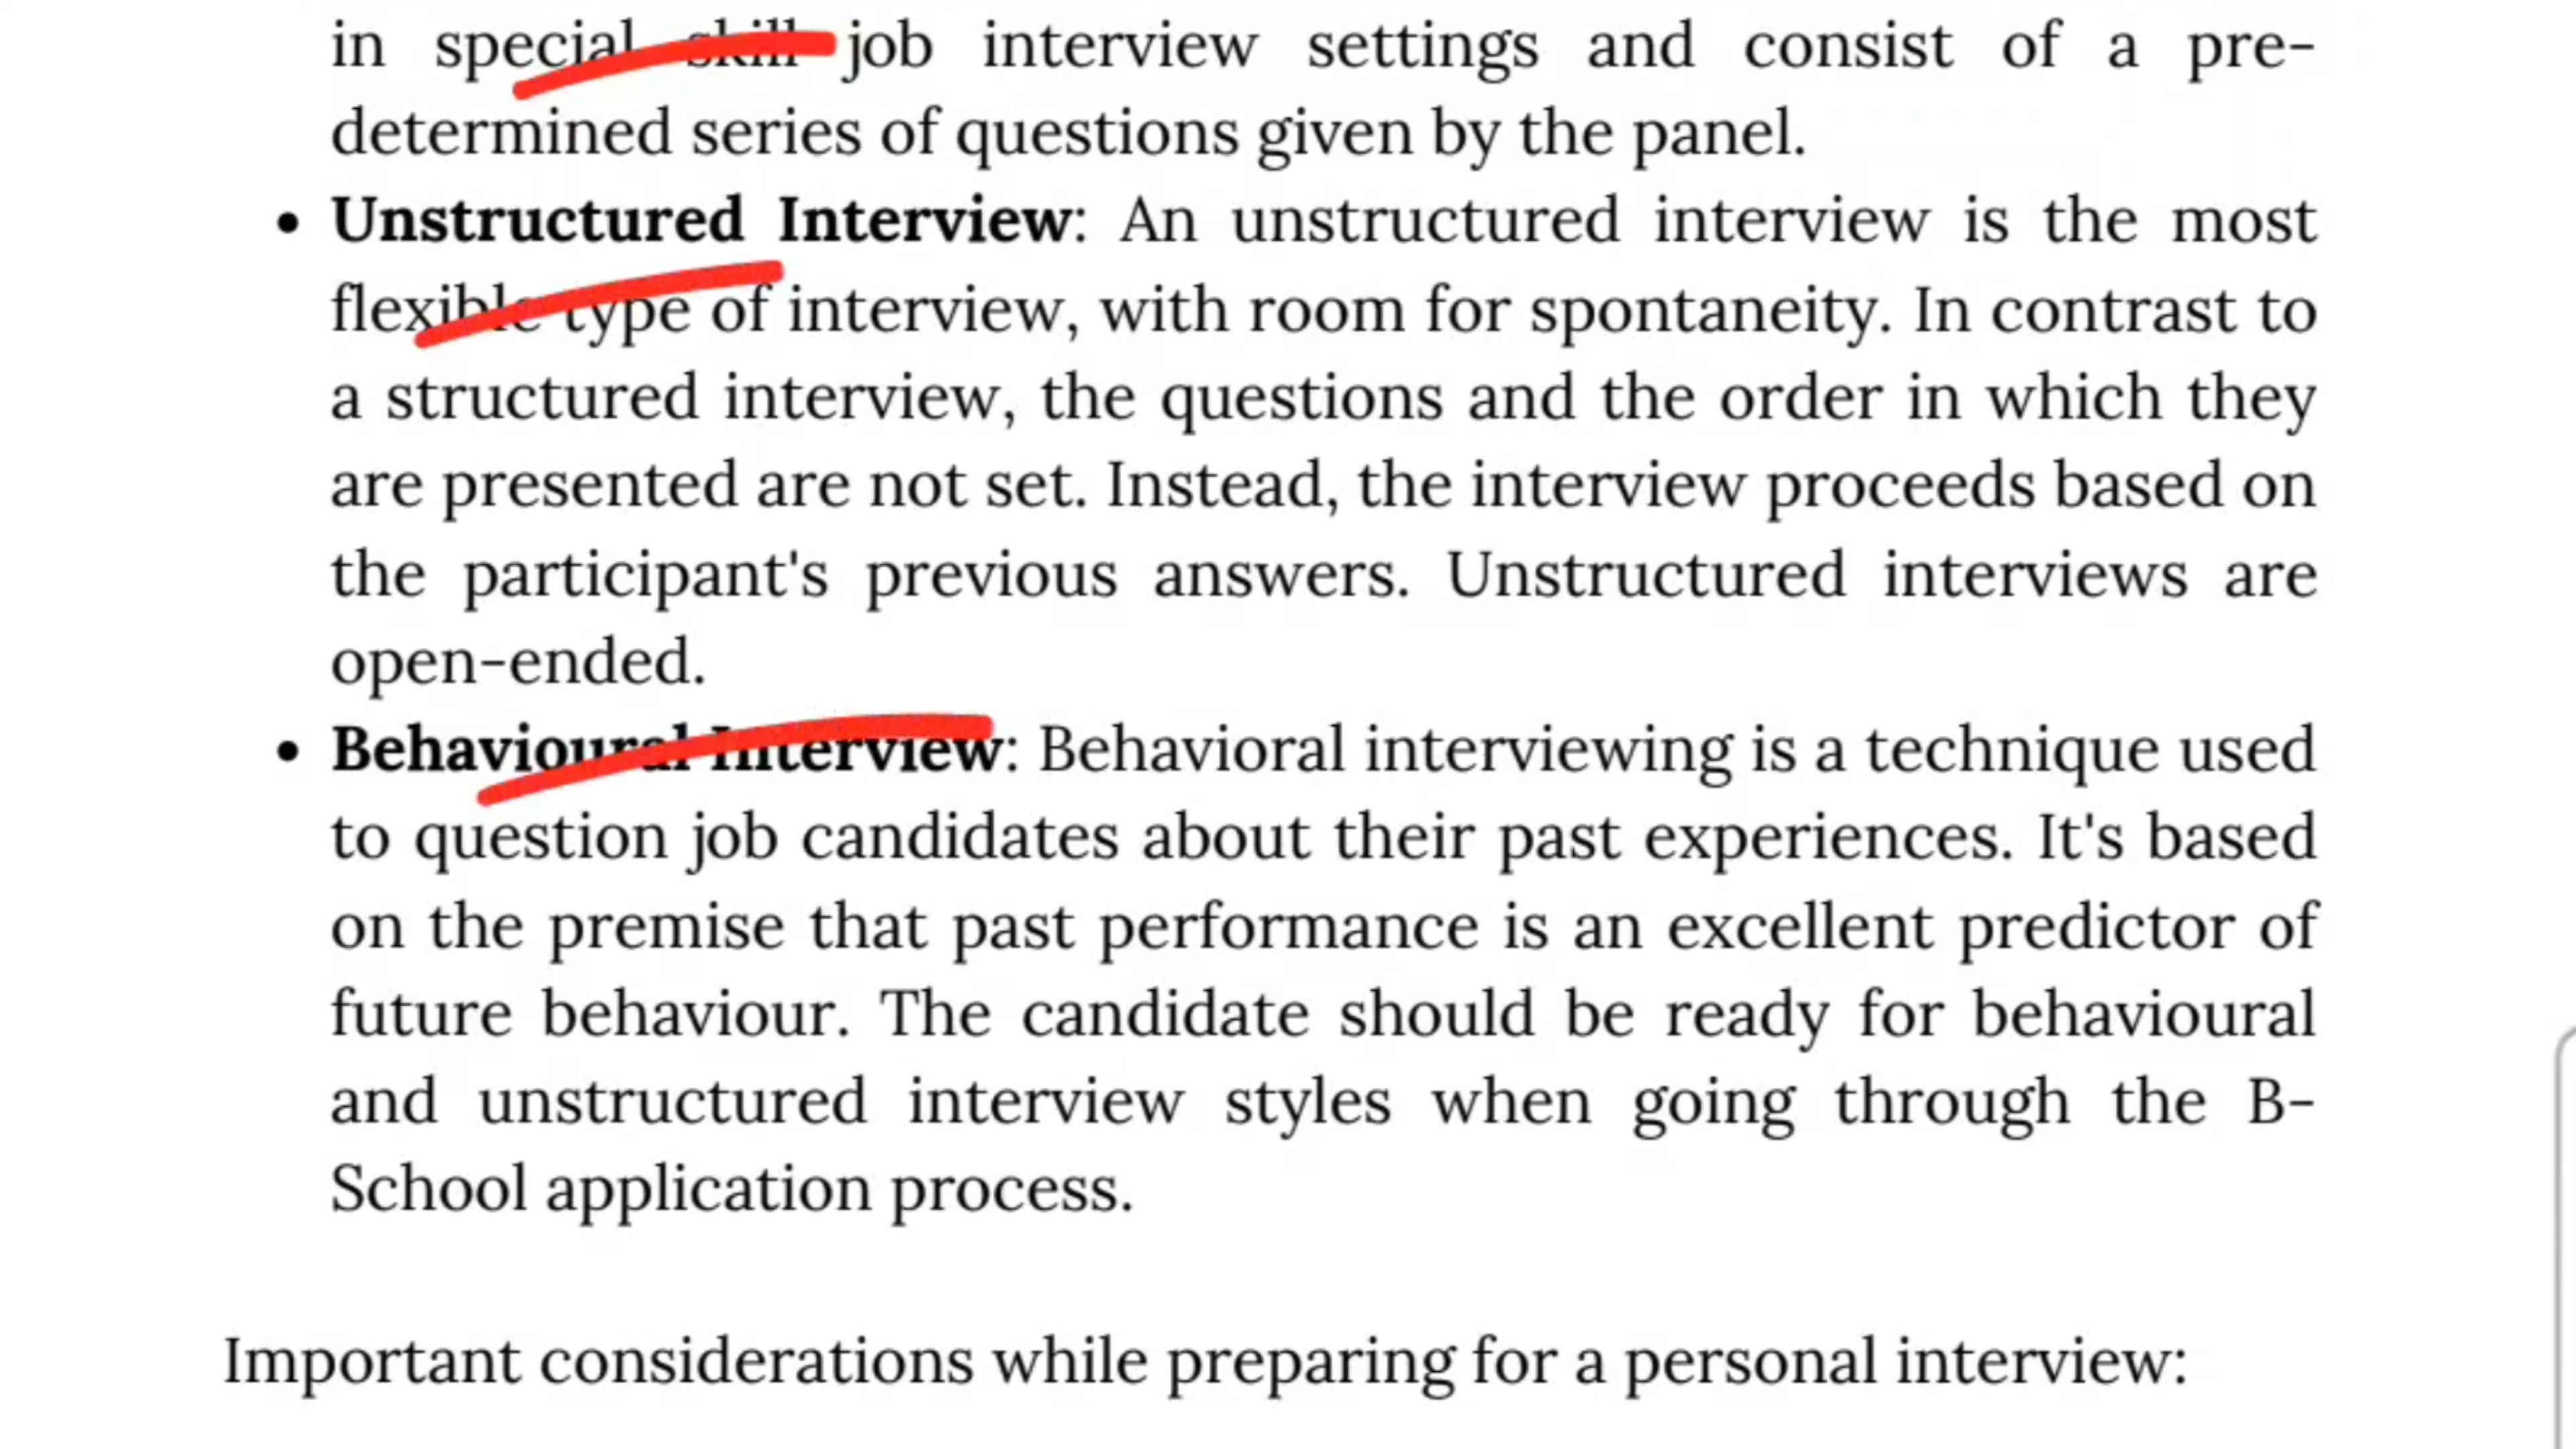 in special skill job interview settings and consist of a pre-
determined series of questions given by the panel.
• Unstructured Interview: An unstructured interview is the most
flexible type of interview, with room for spontaneity. In contrast to
a structured interview, the questions and the order in which they
are presented are not set. Instead, the interview proceeds based on
the participant's previous answers. Unstructured interviews are
open-ended.
• Behavioural Interview: Behavioral interviewing is a technique used
to question job candidates about their past experiences. It's based
on the premise that past performance is an excellent predictor of
future behaviour. The candidate should be ready for behavioural
and unstructured interview styles when going through the B-
School application process.
Important considerations while preparing for a personal interview: